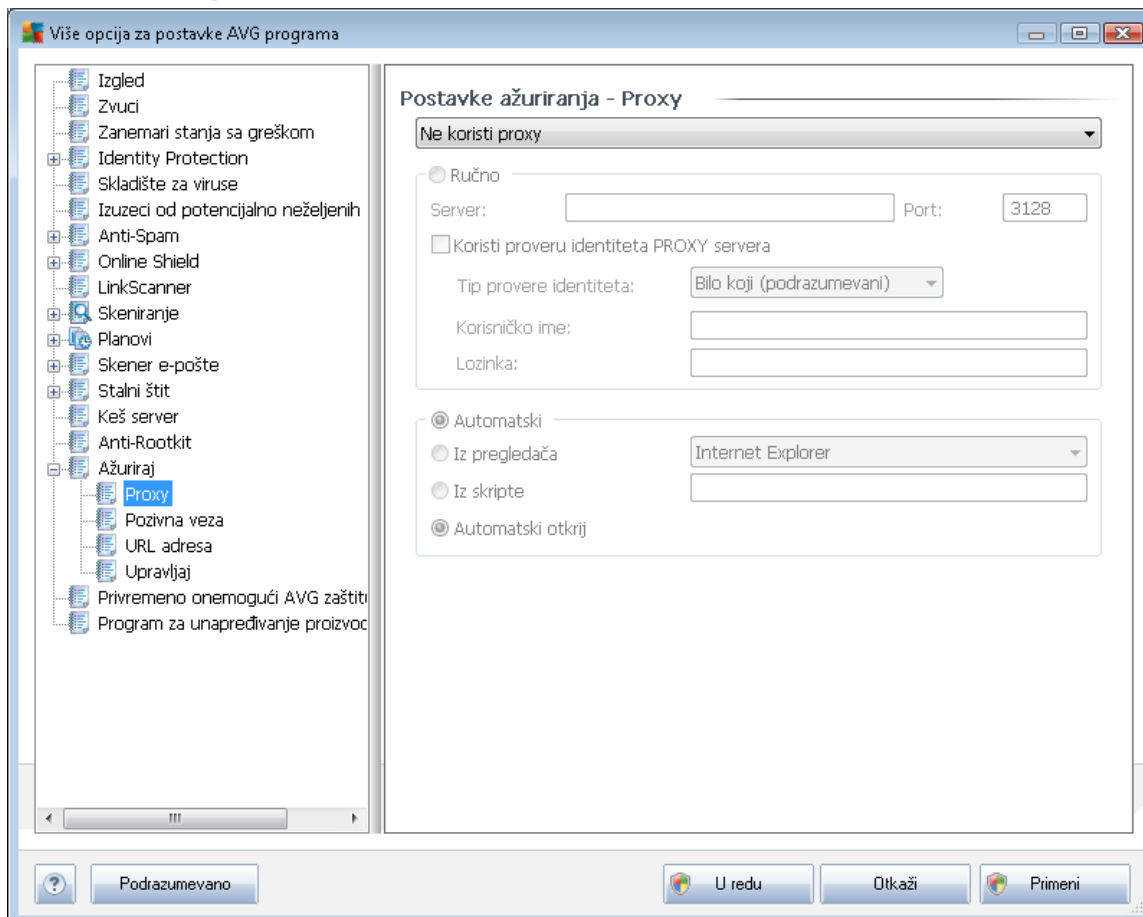 Više opcija za postavke AVG programa
Izgled
Zvuci
Zanemari stanja sa greškom
Identity Protection
Skladište za viruse
Izuzeci od potencijalno neželjenih
Anti-Spam
Online Shield
LinkScanner
Skeniranje
Planovi
Skener e-pošte
Stalni štit
Keš server
Anti-Rootkit
Ažuriraj
Proxy
Pozivna veza
URL adresa
Upravljaj
Privremeno onemogući AVG zaštitu
Program za unapređivanje proizvod
Postavke ažuriranja - Proxy
Ne koristi proxy
Ručno
Server: Port: 3128
Koristi proveru identiteta PROXY servera
Tip provere identiteta: Bilo koji (podrazumevani)
Korisničko ime:
Lozinka:
Automatski
Iz pregledača Internet Explorer
Iz skripte
Automatski otkrij
? Podrazumevano U redu Otkaži Primeni